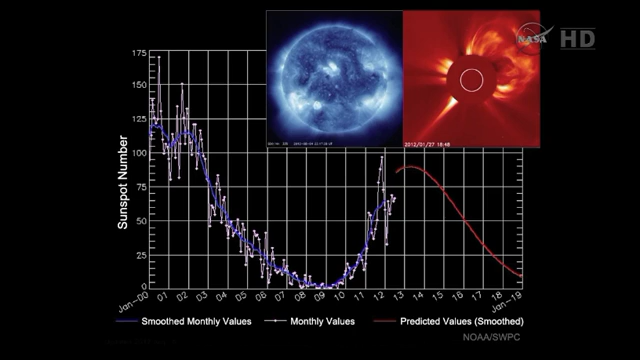 NASA HD
2012/01/27 18:48
175
150
125
100
75
50
25
0
Sunspot Number
Jan-00 01 02 03 04 05 06 07 08 09 10 11 12 13 14 15 16 17 18 Jan-19
Smoothed Monthly Values Monthly Values Predicted Values (Smoothed)
NOAA/SWPC